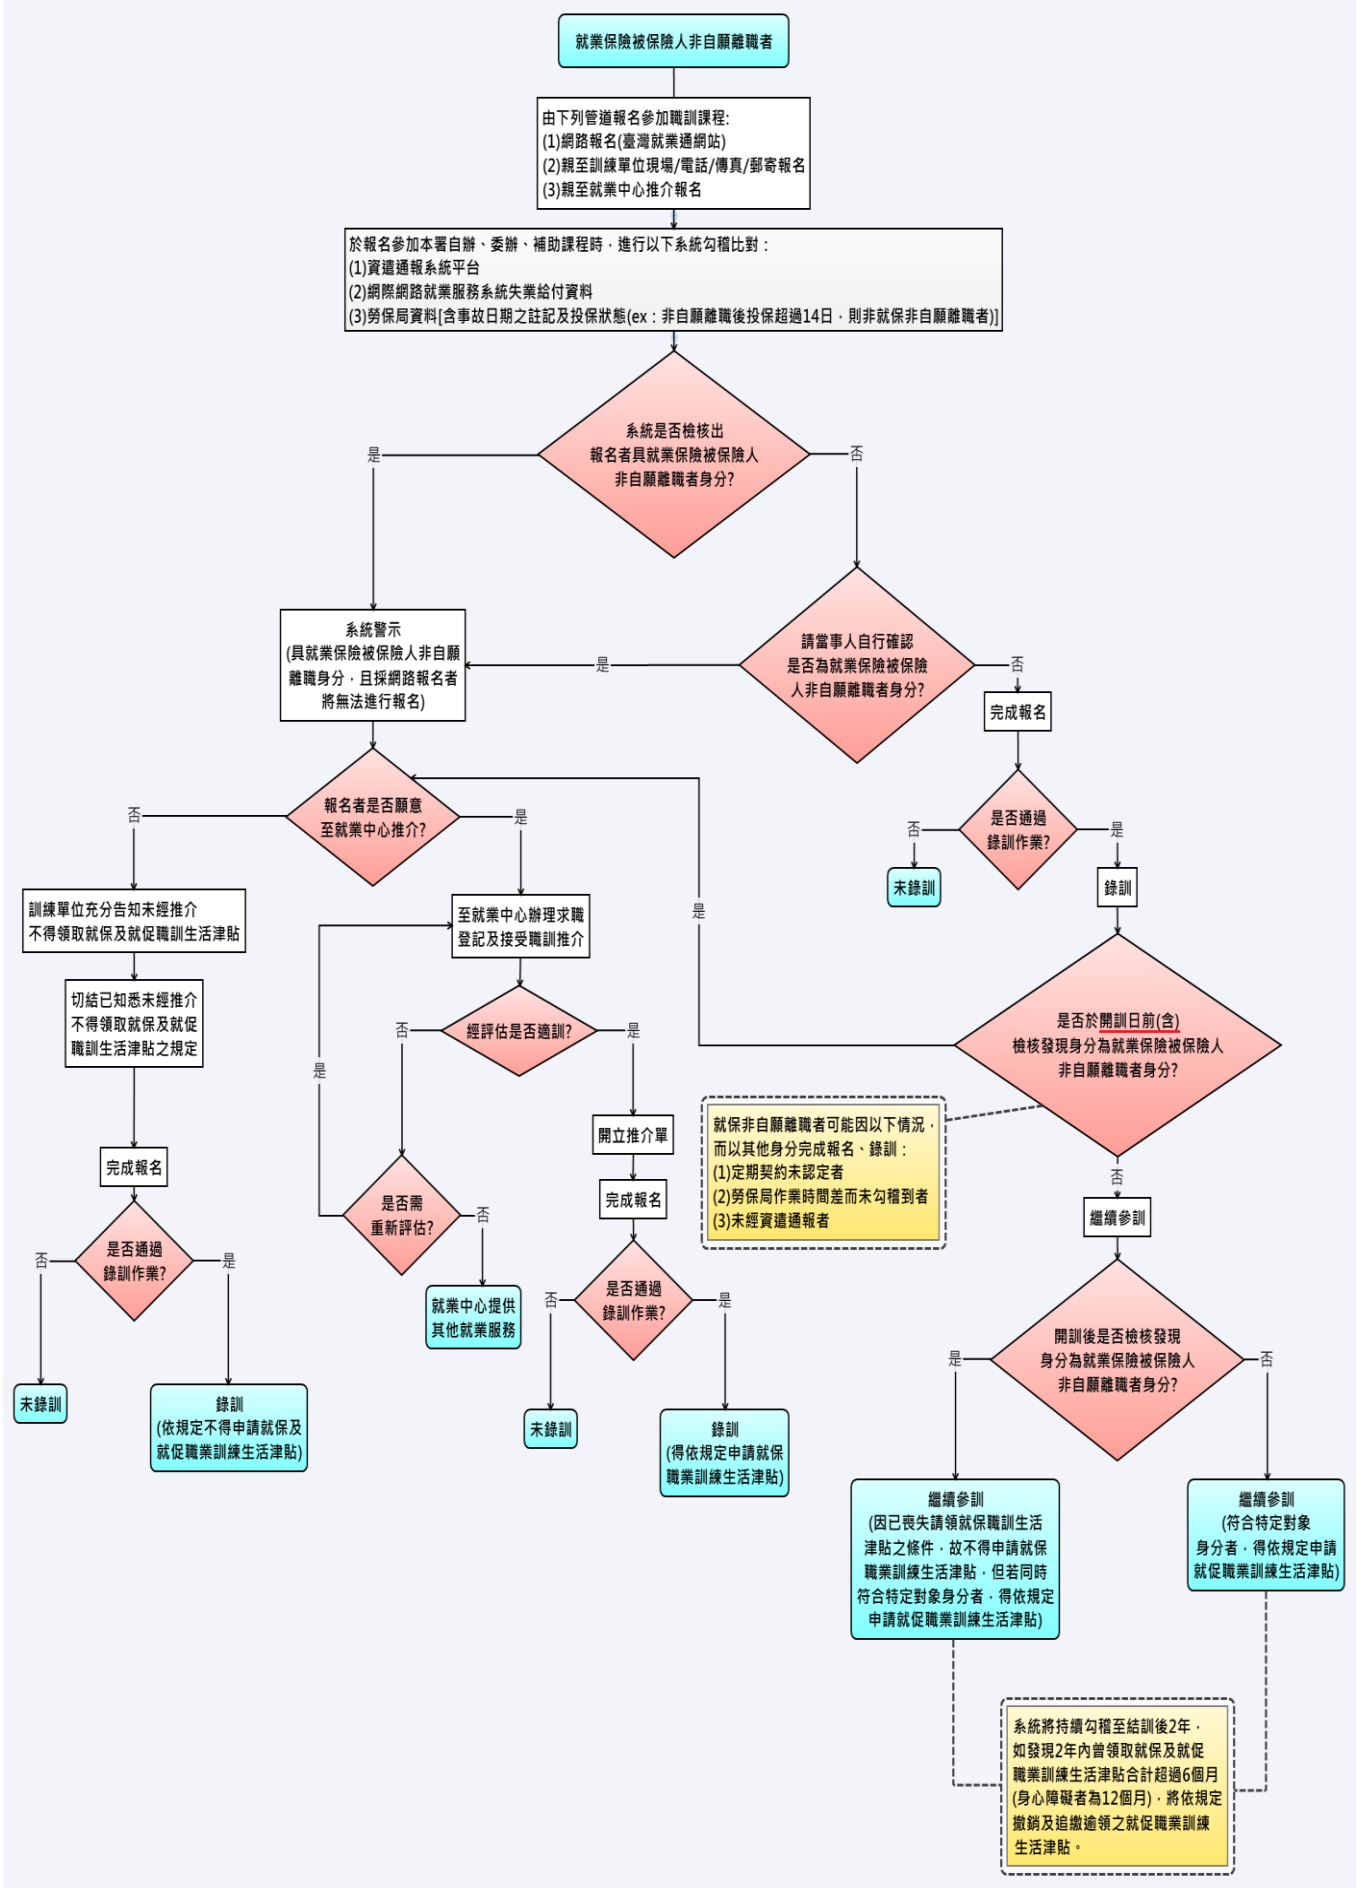 就業保險被保險人非自願離職者
由下列管道報名參加職訓課程:
(1)網路報名(臺灣就業通網站)
(2)親至訓練單位現場/電話/傳真/郵寄報名
(3)親至就業中心推介報名
於報名參加本署自辦、委辦、補助課程時，進行以下系統勾稽比對：
(1)資遣通報系統平台
(2)網際網路就業服務系統失業給付資料
(3)勞保局資料[含事故日期之註記及投保狀態(ex：非自願離職後投保超過14日，則非就保非自願離職者)]
系統是否檢核出
報名者具就業保險被保險人
非自願離職者身分?
是
否
系統警示
(具就業保險被保險人非自願
離職身分，且採網路報名者
將無法進行報名)
請當事人自行確認
是否為就業保險被保險
人非自願離職者身分?
是
否
完成報名
報名者是否願意
至就業中心推介?
否
是
是否通過
錄訓作業?
否
是
未錄訓
錄訓
訓練單位充分告知未經推介
不得領取就保及就促職訓生活津貼
至就業中心辦理求職
登記及接受職訓推介
是
切結已知悉未經推介
不得領取就保及就促
職訓生活津貼之規定
經評估是否適訓?
否
是
是
是否於開訓日前(含)
檢核發現身分為就業保險被保險人
非自願離職者身分?
就保非自願離職者可能因以下情況，
而以其他身分完成報名、錄訓：
(1)定期契約未認定者
(2)勞保局作業時間差而未勾稽到者
(3)未經資遣通報者
開立推介單
完成報名
完成報名
是否需
重新評估?
否
否
繼續參訓
是否通過
錄訓作業?
否
是
就業中心提供
其他就業服務
是否通過
錄訓作業?
否
是
開訓後是否檢核發現
身分為就業保險被保險人
非自願離職者身分?
是
否
未錄訓
錄訓
(依規定不得申請就保及
就促職業訓練生活津貼)
未錄訓
錄訓
(得依規定申請就保
職業訓練生活津貼)
繼續參訓
(因已喪失請領就保職訓生活
津貼之條件，故不得申請就保
職業訓練生活津貼，但若同時
符合特定對象身分者，得依規定
申請就促職業訓練生活津貼)
繼續參訓
(符合特定對象
身分者，得依規定申請
就促職業訓練生活津貼)
系統將持續勾稽至結訓後2年，
如發現2年內曾領取就保及就促
職業訓練生活津貼合計超過6個月
(身心障礙者為12個月)，將依規定
撤銷及追繳逾領之就促職業訓練
生活津貼。